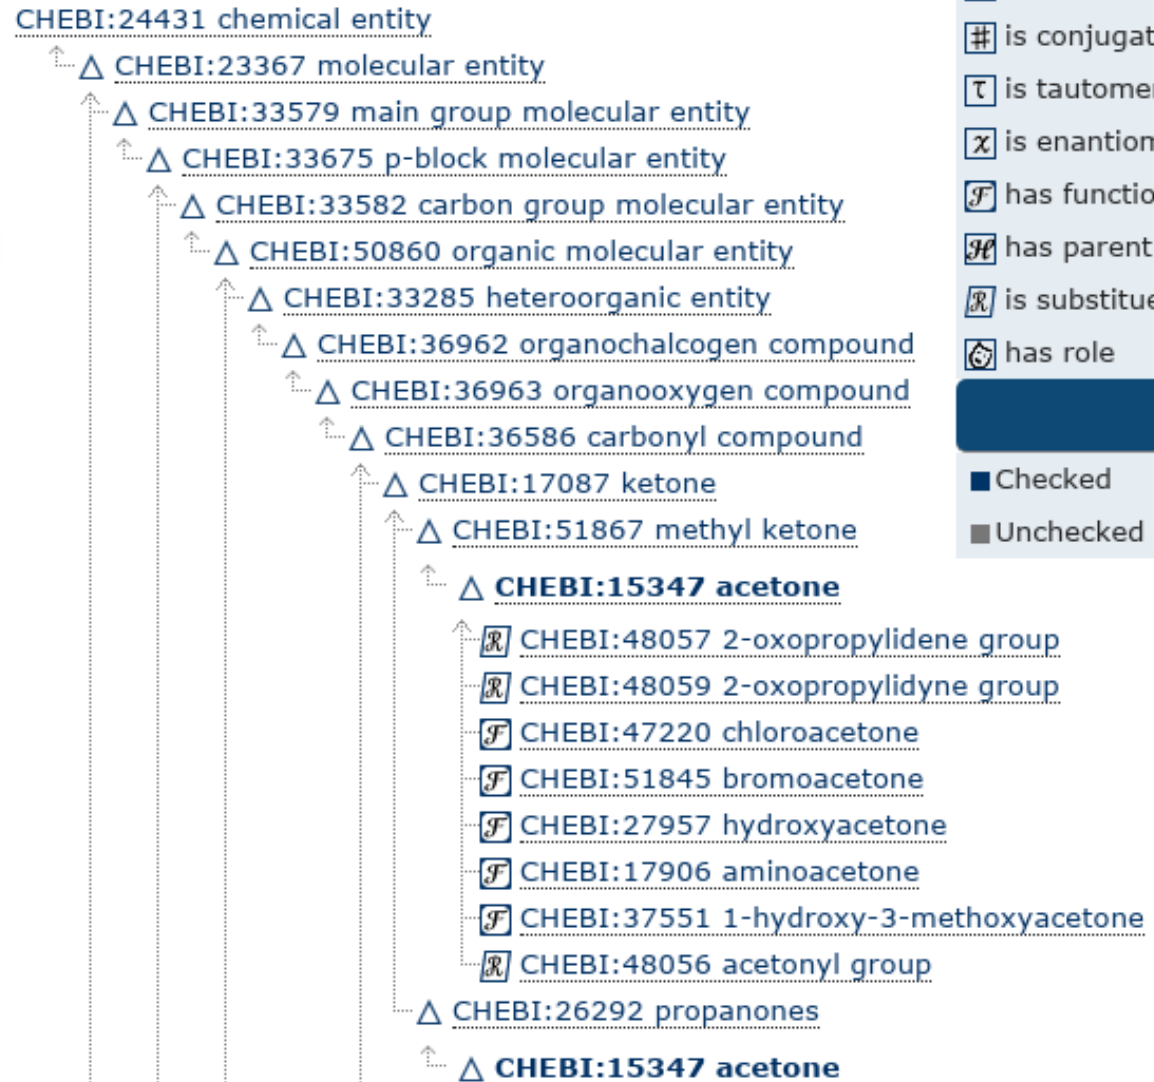 CHEBI:24431 chemical entity
CHEBI:23367 molecular entity
CHEBI:33579 main group molecular entity
CHEBI:33675 p-block molecular entity
CHEBI:33582 carbon group molecular entity
CHEBI:50860 organic molecular entity
CHEBI:33285 heteroorganic entity
CHEBI:36962 organochalcogen compound
CHEBI:36963 organooxygen compound
CHEBI:36586 carbonyl compound
CHEBI:17087 ketone
CHEBI:51867 methyl ketone
CHEBI:15347 acetone
R CHEBI:48057 2-oxopropylidene group
R CHEBI:48059 2-oxopropylidyne group
F CHEBI:47220 chloroacetone
F CHEBI:51845 bromoacetone
F CHEBI:27957 hydroxyacetone
F CHEBI:17906 aminoacetone
F CHEBI:37551 1-hydroxy-3-methoxyacetone
R CHEBI:48056 acetonyl group
CHEBI:26292 propanones
CHEBI:15347 acetone
# is conjugat
τ is tautome
χ is enantiom
F has functio
H has parent
R is substitue
has role
Checked
Unchecked